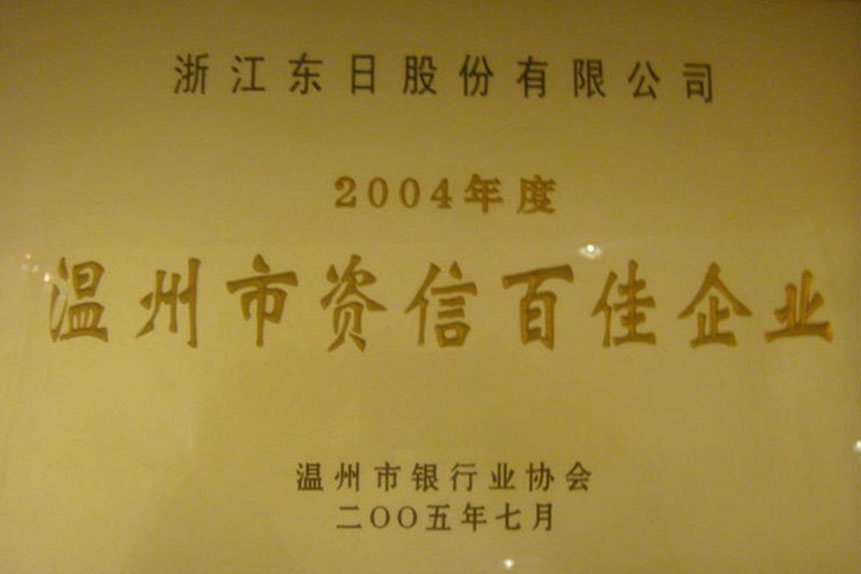 浙江东日股份有限公司
2004年度
温州市资信百佳企业
温州市银行业协会
二〇〇五年七月